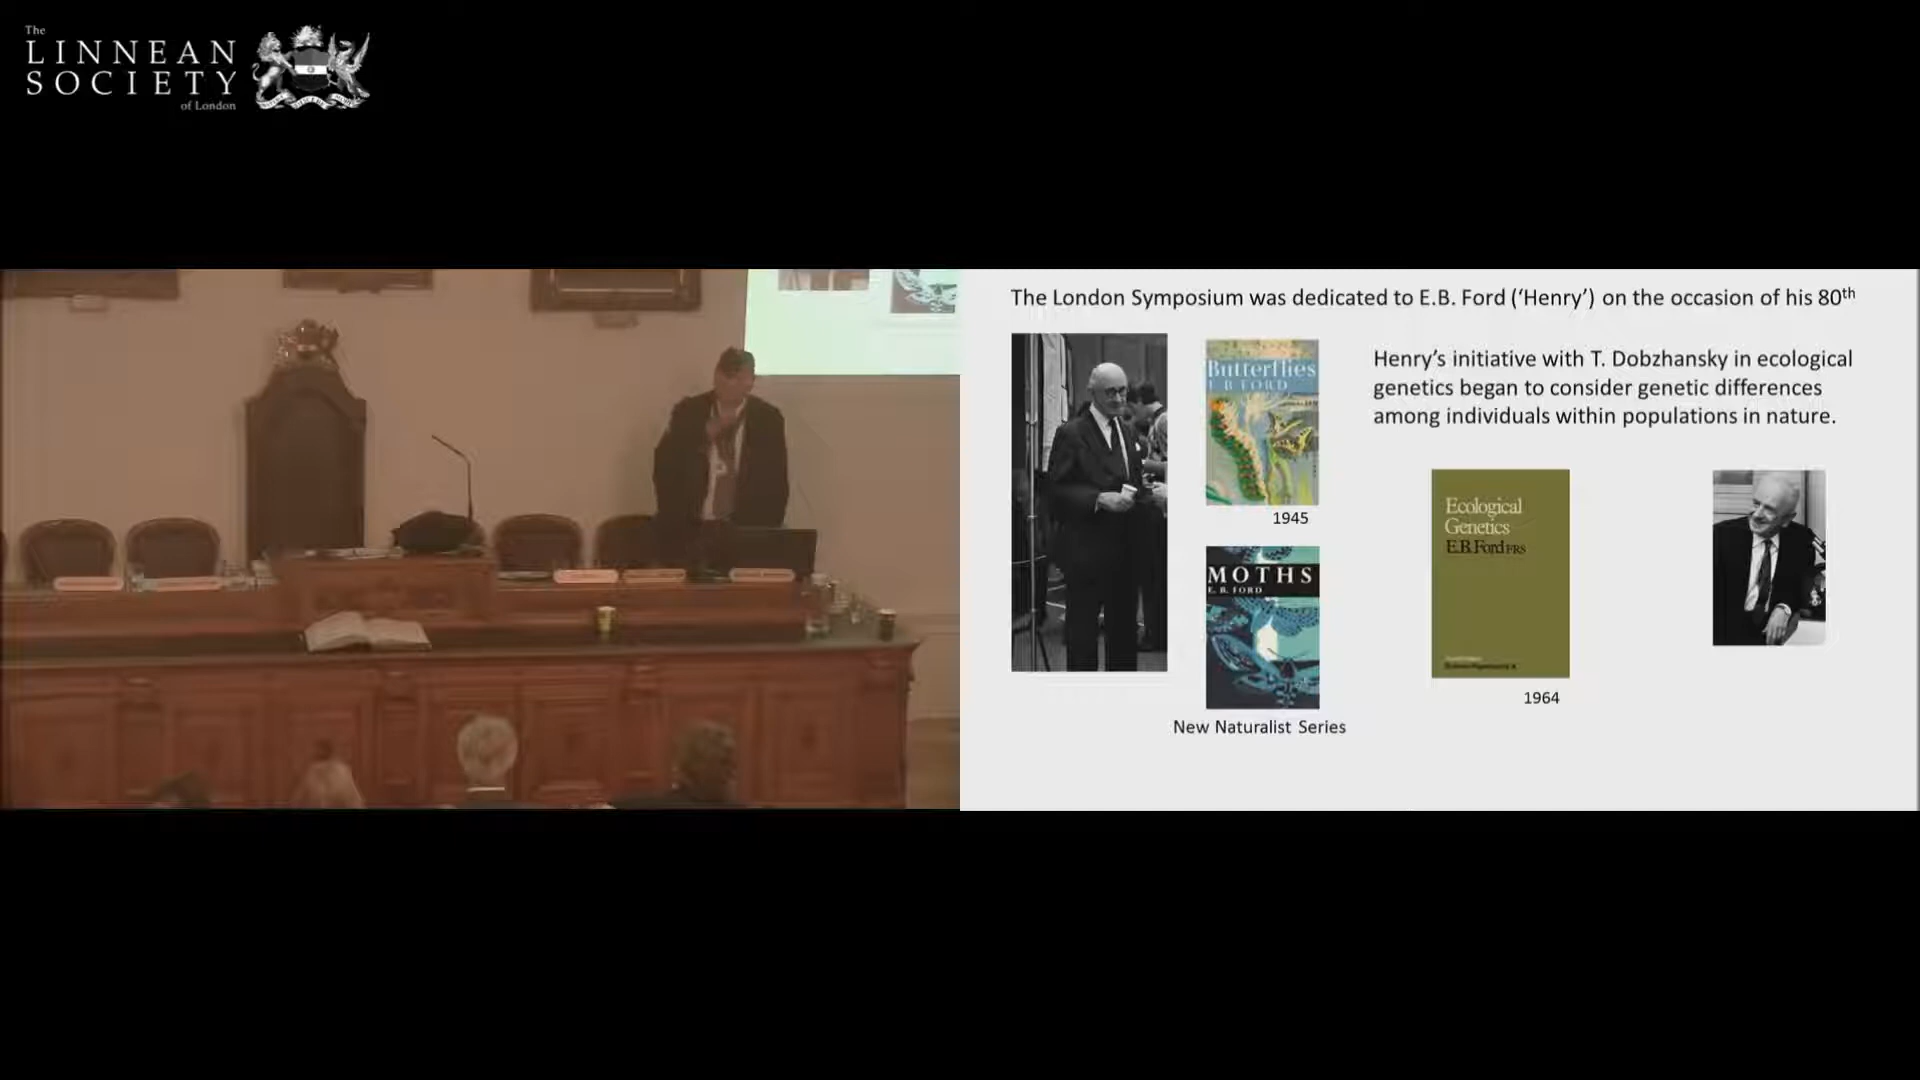 The
LINNEAN
SOCIETY
of London
The London Symposium was dedicated to E.B. Ford (‘Henry’) on the occasion of his 80th
Butterflies
E B FORD
1945
MOTHS
E. B. FORD
New Naturalist Series
Henry’s initiative with T. Dobzhansky in ecological
genetics began to consider genetic differences
among individuals within populations in nature.
Ecological
Genetics
E.B. Ford FRS
1964